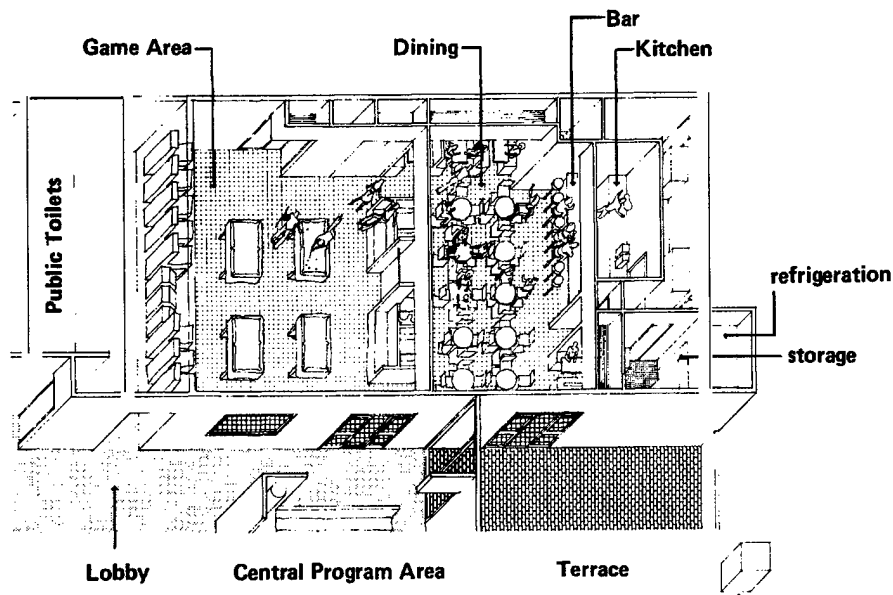 Bar
Game Area
Dining
Kitchen
Public Toilets
refrigeration
storage
Lobby
Central Program Area
Terrace